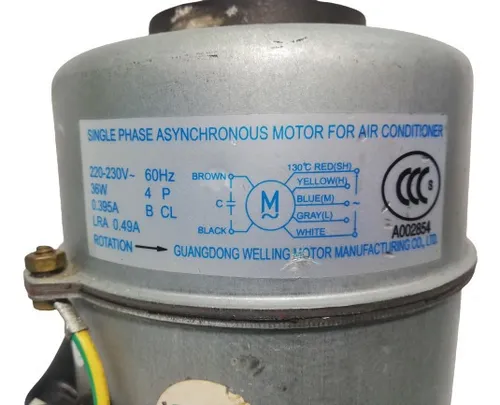 SINGLE PHASE ASYNCHRONOUS MOTOR FOR AIR CONDITIONER
220-230V~ 60Hz
36W 4 P
0.395A B CL
LRA 0.49A
ROTATION → GUANGDONG WELLING MOTOR MANUFACTURING CO., LTD.
BROWN
C
BLACK
M
~
130℃ RED(SH)
YELLOW(H)
BLUE(M)
GRAY(L)
WHITE
~
CCC S
A002854